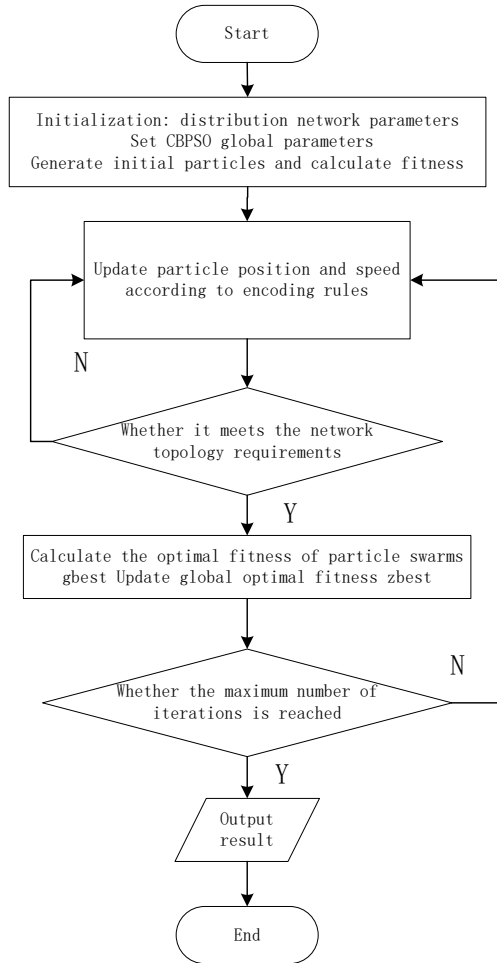 Start
Initialization: distribution network parameters
Set CBPSO global parameters
Generate initial particles and calculate fitness
Update particle position and speed
according to encoding rules
N
Whether it meets the network
topology requirements
Y
Calculate the optimal fitness of particle swarms
gbest Update global optimal fitness zbest
N
Whether the maximum number of
iterctions is reached
Y
Output
result
End